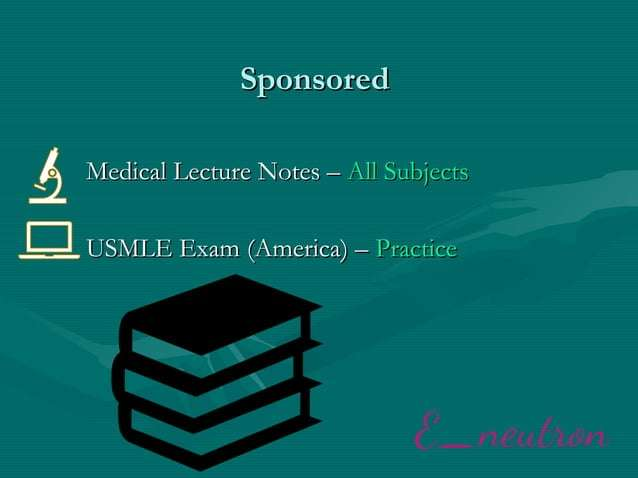 Sponsored
Medical Lecture Notes – All Subjects
USMLE Exam (America) – Practice
E_neutron